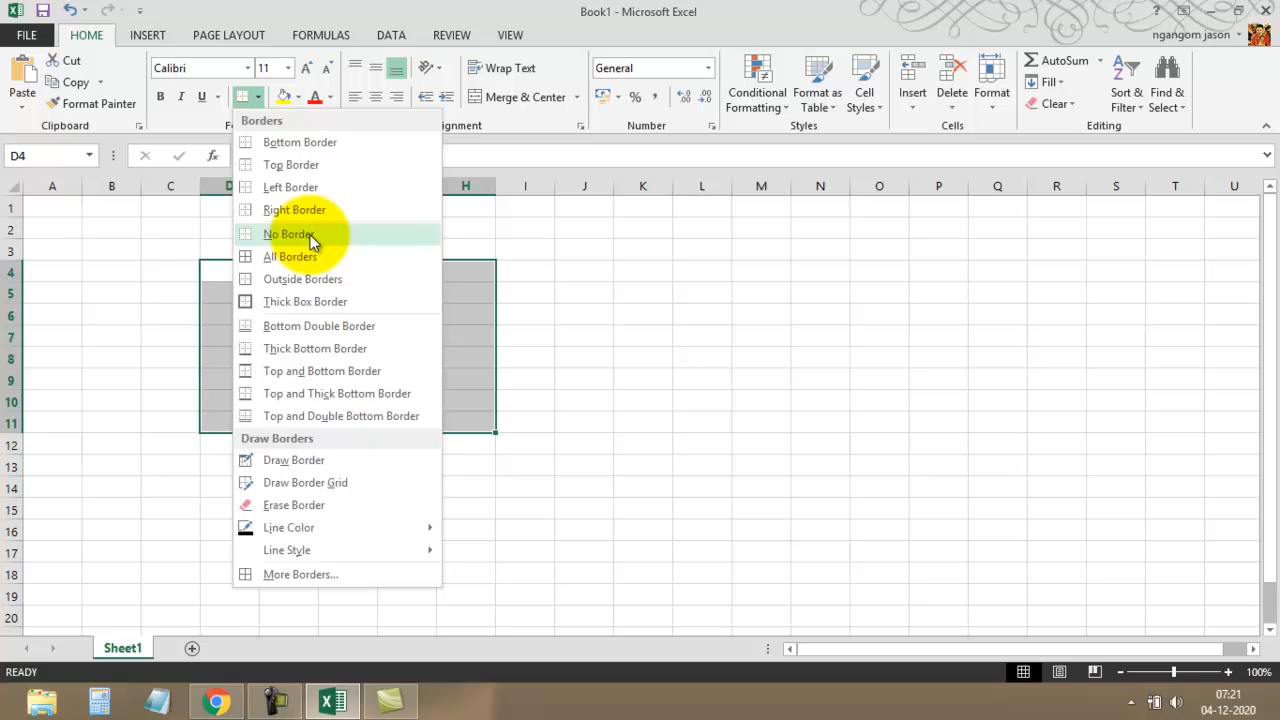 Book1 - Microsoft Excel
?
FILE HOME INSERT PAGE LAYOUT FORMULAS DATA REVIEW VIEW
ngangom jason
Paste
Cut
Copy
Format Painter
Clipboard
Calibri 11
B I U
General
Wrap Text
Merge & Center
Alignment
% ,
Number
Conditional
Formatting
Format as
Table
Cell
Styles
Styles
Insert
Delete
Format
Cells
AutoSum
Fill
Clear
Sort &
Filter
Find &
Select
Editing
D4
fx
Borders
Bottom Border
Top Border
Left Border
Right Border
No Border
All Borders
Outside Borders
Thick Box Border
Bottom Double Border
Thick Bottom Border
Top and Bottom Border
Top and Thick Bottom Border
Top and Double Bottom Border
Draw Borders
Draw Border
Draw Border Grid
Erase Border
Line Color
Line Style
More Borders...
A B C D H I J K L M N O P Q R S T U
1
2
3
4
5
6
7
8
9
10
11
12
13
14
15
16
17
18
19
20
Sheet1
READY
100%
07:21
04-12-2020